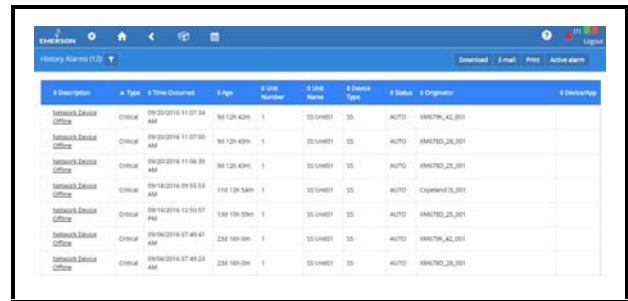 EMERSON
(1)
Logout
History Alarms (12)
Download E-mail Print Active alarm
Description Type Time Occurred Age Unit Number Unit Name Device Type Status Originator Device/App
Network Device Offline Critical 09/20/2016 11:07:34 AM 9d 12h 42m 1 SS Unit01 SS AUTO XM679K_42_001
Network Device Offline Critical 09/20/2016 11:07:00 AM 9d 12h 43m 1 SS Unit01 SS AUTO XM678D_28_001
Network Device Offline Critical 09/20/2016 11:06:39 AM 9d 12h 43m 1 SS Unit01 SS AUTO XM678D_25_001
Network Device Offline Critical 09/18/2016 09:55:53 AM 11d 13h 54m 1 SS Unit01 SS AUTO Copeland IS_001
Network Device Offline Critical 09/16/2016 12:50:57 PM 13d 10h 59m 1 SS Unit01 SS AUTO XM678D_25_001
Network Device Offline Critical 09/06/2016 07:49:41 AM 23d 16h 0m 1 SS Unit01 SS AUTO XM679K_42_001
Network Device Offline Critical 09/06/2016 07:49:23 AM 23d 16h 0m 1 SS Unit01 SS AUTO XM678D_28_001